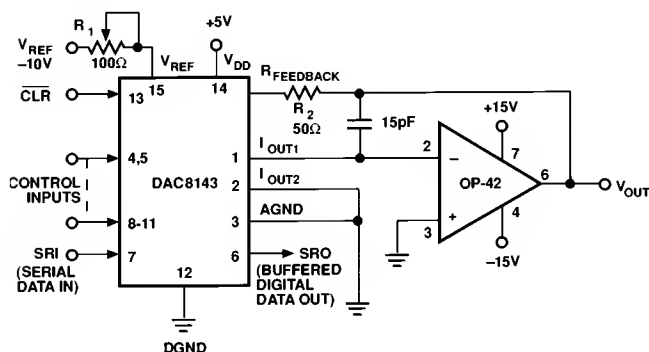 +5V
R1
VREF
–10V
100Ω
VREF
VDD
15
14
RFEEDBACK
R2
50Ω
15pF
+15V
CLR
13
IOUT1
1
2
7
–
OP-42
6
VOUT
4,5
DAC8143
IOUT2
2
CONTROL
INPUTS
AGND
3
+
3
4
–15V
8-11
SRI
7
6
SRO
(SERIAL
DATA IN)
(BUFFERED
DIGITAL
DATA OUT)
12
DGND